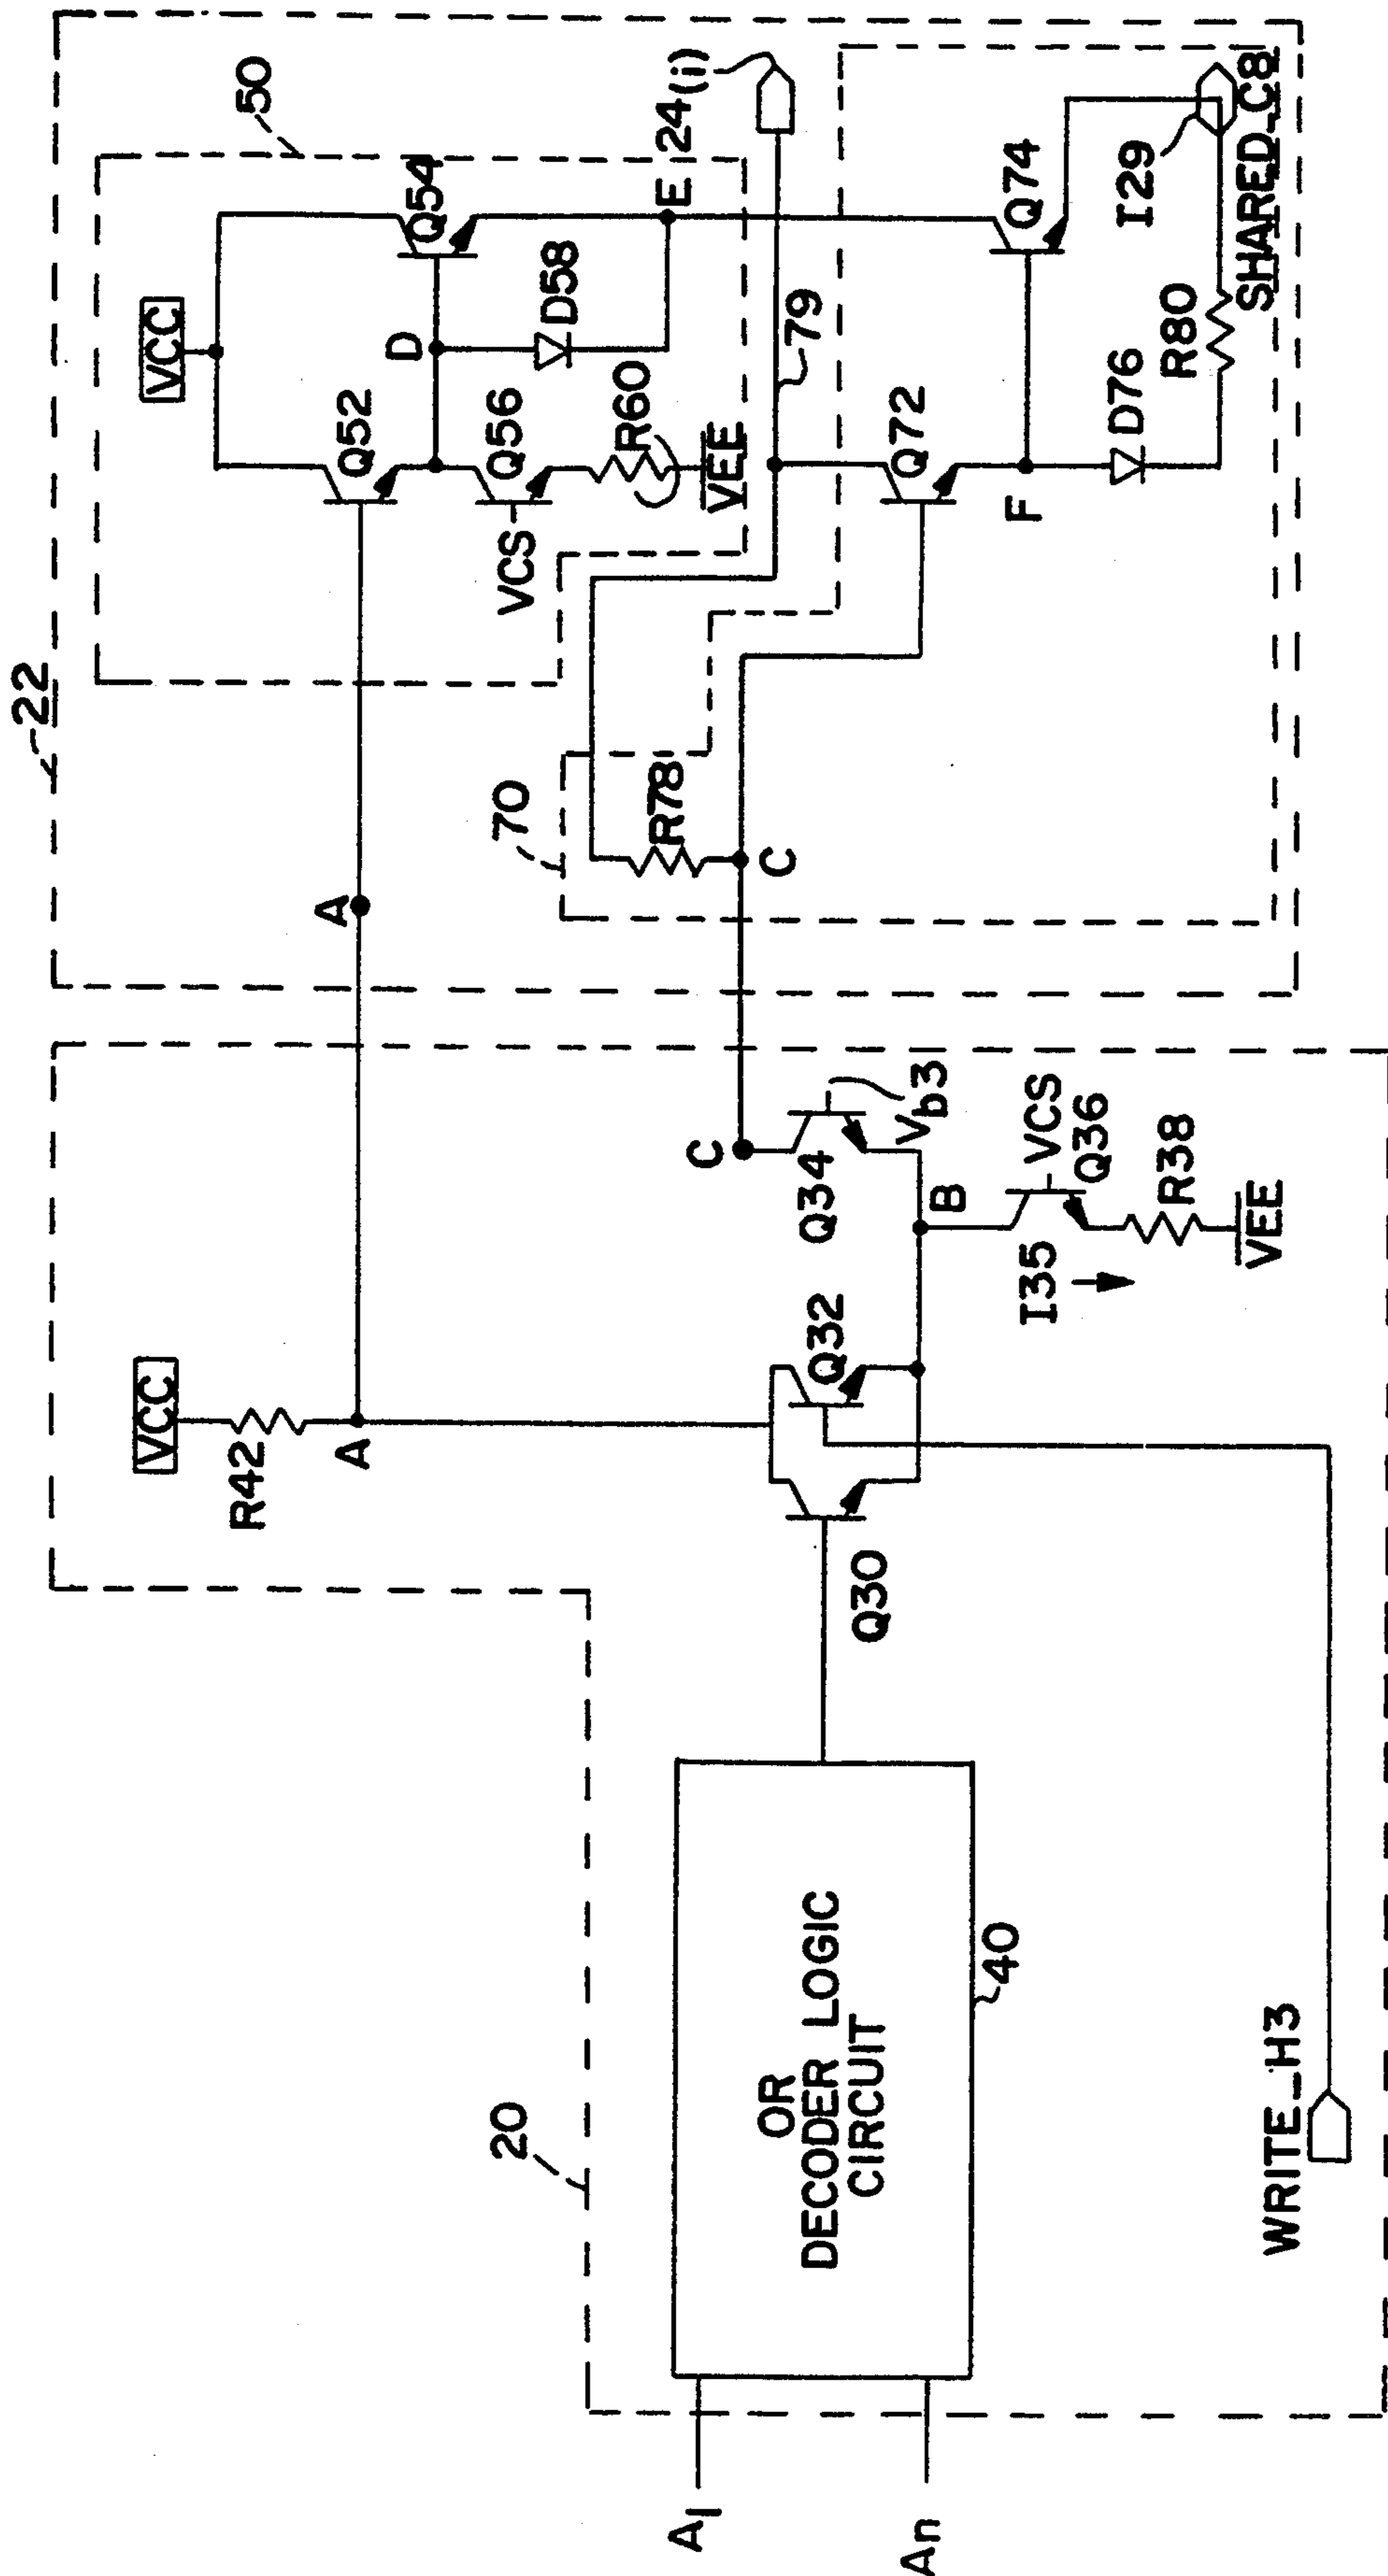 22
VCC
50
Q52
Q54
D
Q56
D58
VCS
E
24(i)
R60
VEE
79
A
70
R78
C
Q72
Q74
F
D76
I29
R80
SHARED_C8
VCC
R42
A
C
Q34
Vb3
Q32
B
VCS
Q36
I35
R38
VEE
Q30
20
OR
DECODER LOGIC
CIRCUIT
40
A1
An
WRITE_H3